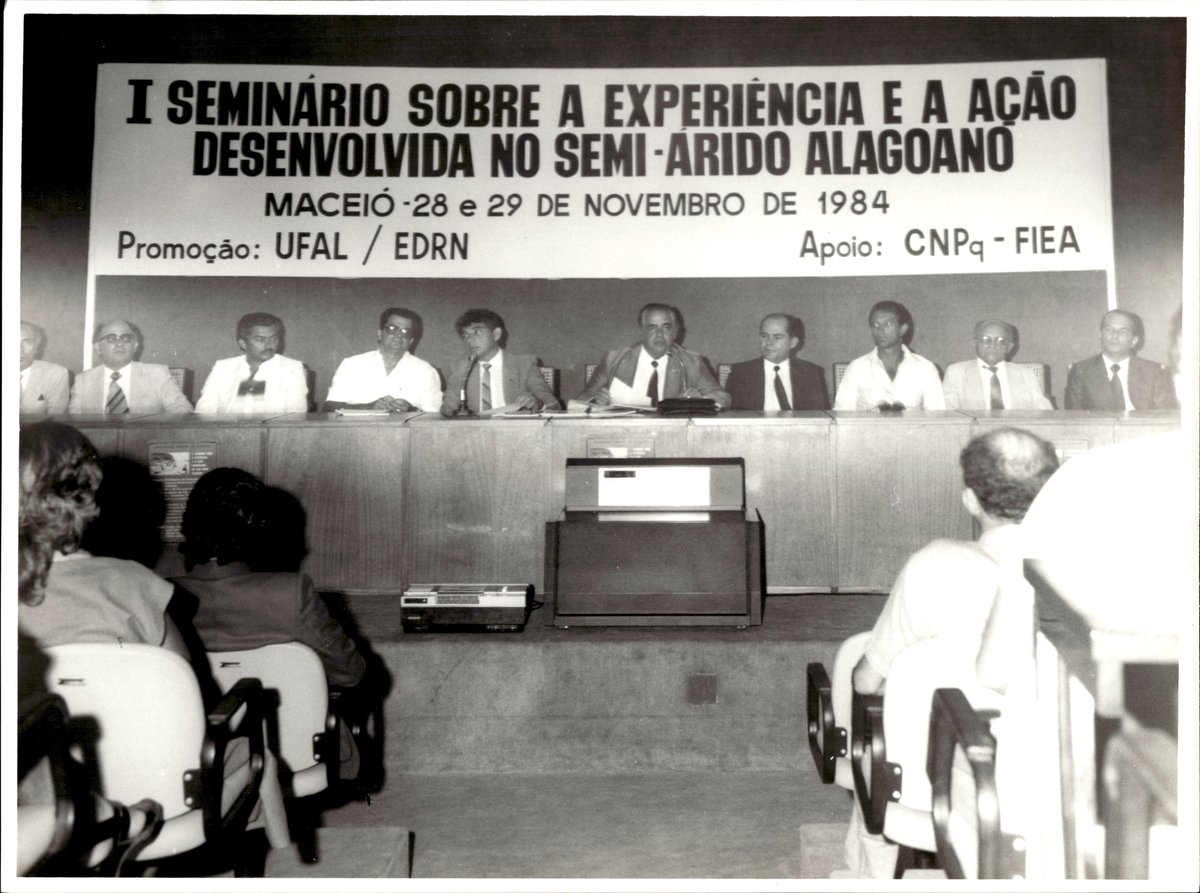 I SEMINÁRIO SOBRE A EXPERIÊNCIA E A AÇÃO
DESENVOLVIDA NO SEMI-ÁRIDO ALAGOANO
MACEIÓ - 28 e 29 DE NOVEMBRO DE 1984
Promoção: UFAL / EDRN
Apoio: CNPq - FIEA